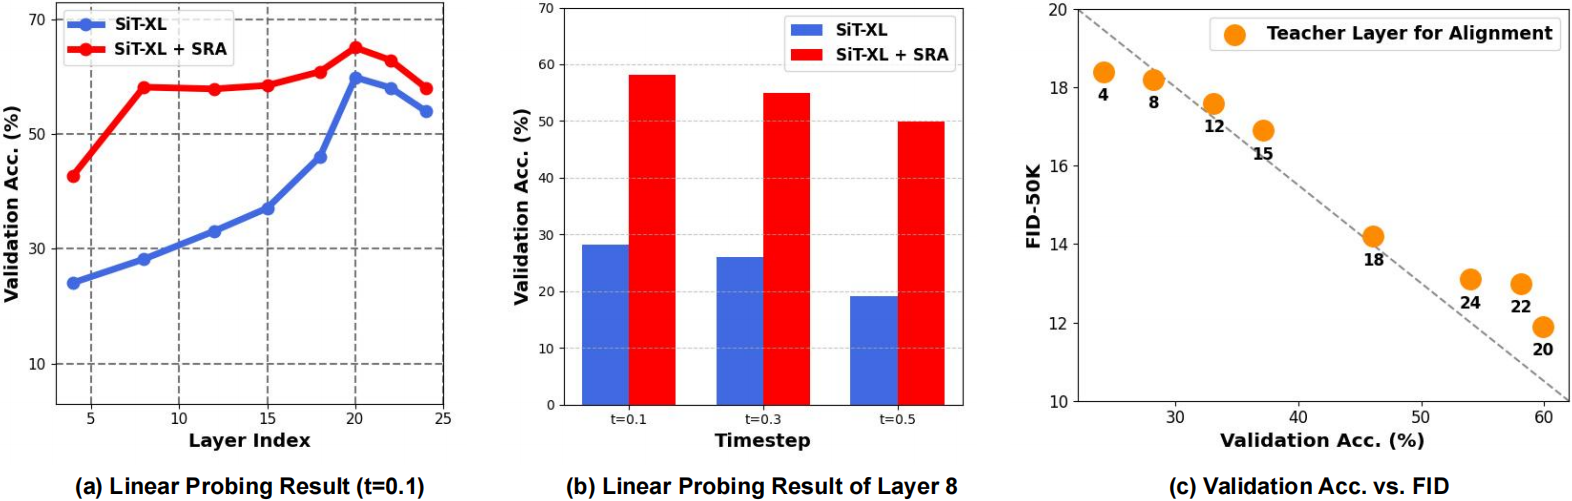 SiT-XL
SiT-XL + SRA
70
50
30
10
5
10
15
20
25
Validation Acc. (%)
Layer Index
(a) Linear Probing Result (t=0.1)
SiT-XL
SiT-XL + SRA
70
60
50
40
30
20
10
0
t=0.1
t=0.3
t=0.5
Validation Acc. (%)
Timestep
(b) Linear Probing Result of Layer 8
Teacher Layer for Alignment
20
18
16
14
12
10
4
8
12
15
18
24
22
20
30
40
50
60
FID-50K
Validation Acc. (%)
(c) Validation Acc. vs. FID